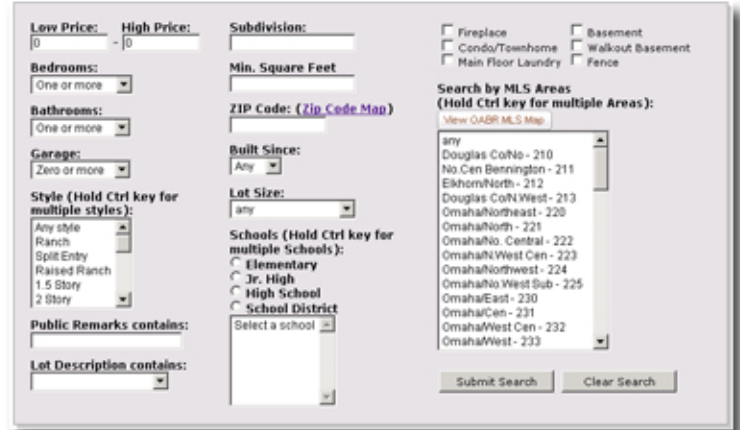 Low Price: High Price:
0 - 0
Bedrooms:
One or more
Bathrooms:
One or more
Garage:
Zero or more
Style (Hold Ctrl key for
multiple styles):
Any style
Ranch
Split Entry
Raised Ranch
1.5 Story
2 Story
Public Remarks contains:
Lot Description contains:
Subdivision:
Min. Square Feet
ZIP Code: (Zip Code Map)
Built Since:
Any
Lot Size:
any
Schools (Hold Ctrl key for
multiple Schools):
Elementary
Jr. High
High School
School District
Select a school
Fireplace Basement
Condo/Townhome Walkout Basement
Main Floor Laundry Fence
Search by MLS Areas
(Hold Ctrl key for multiple Areas):
View OABR MLS Map
any
Douglas Co/No - 210
No.Cen Bennington - 211
Elkhorn/North - 212
Douglas Co/N.West - 213
Omaha/Northeast - 220
Omaha/North - 221
Omaha/No. Central - 222
Omaha/N.West Cen - 223
Omaha/Northwest - 224
Omaha/No.West Sub - 225
Omaha/East - 230
Omaha/Cen - 231
Omaha/West Cen - 232
Omaha/West - 233
Submit Search Clear Search